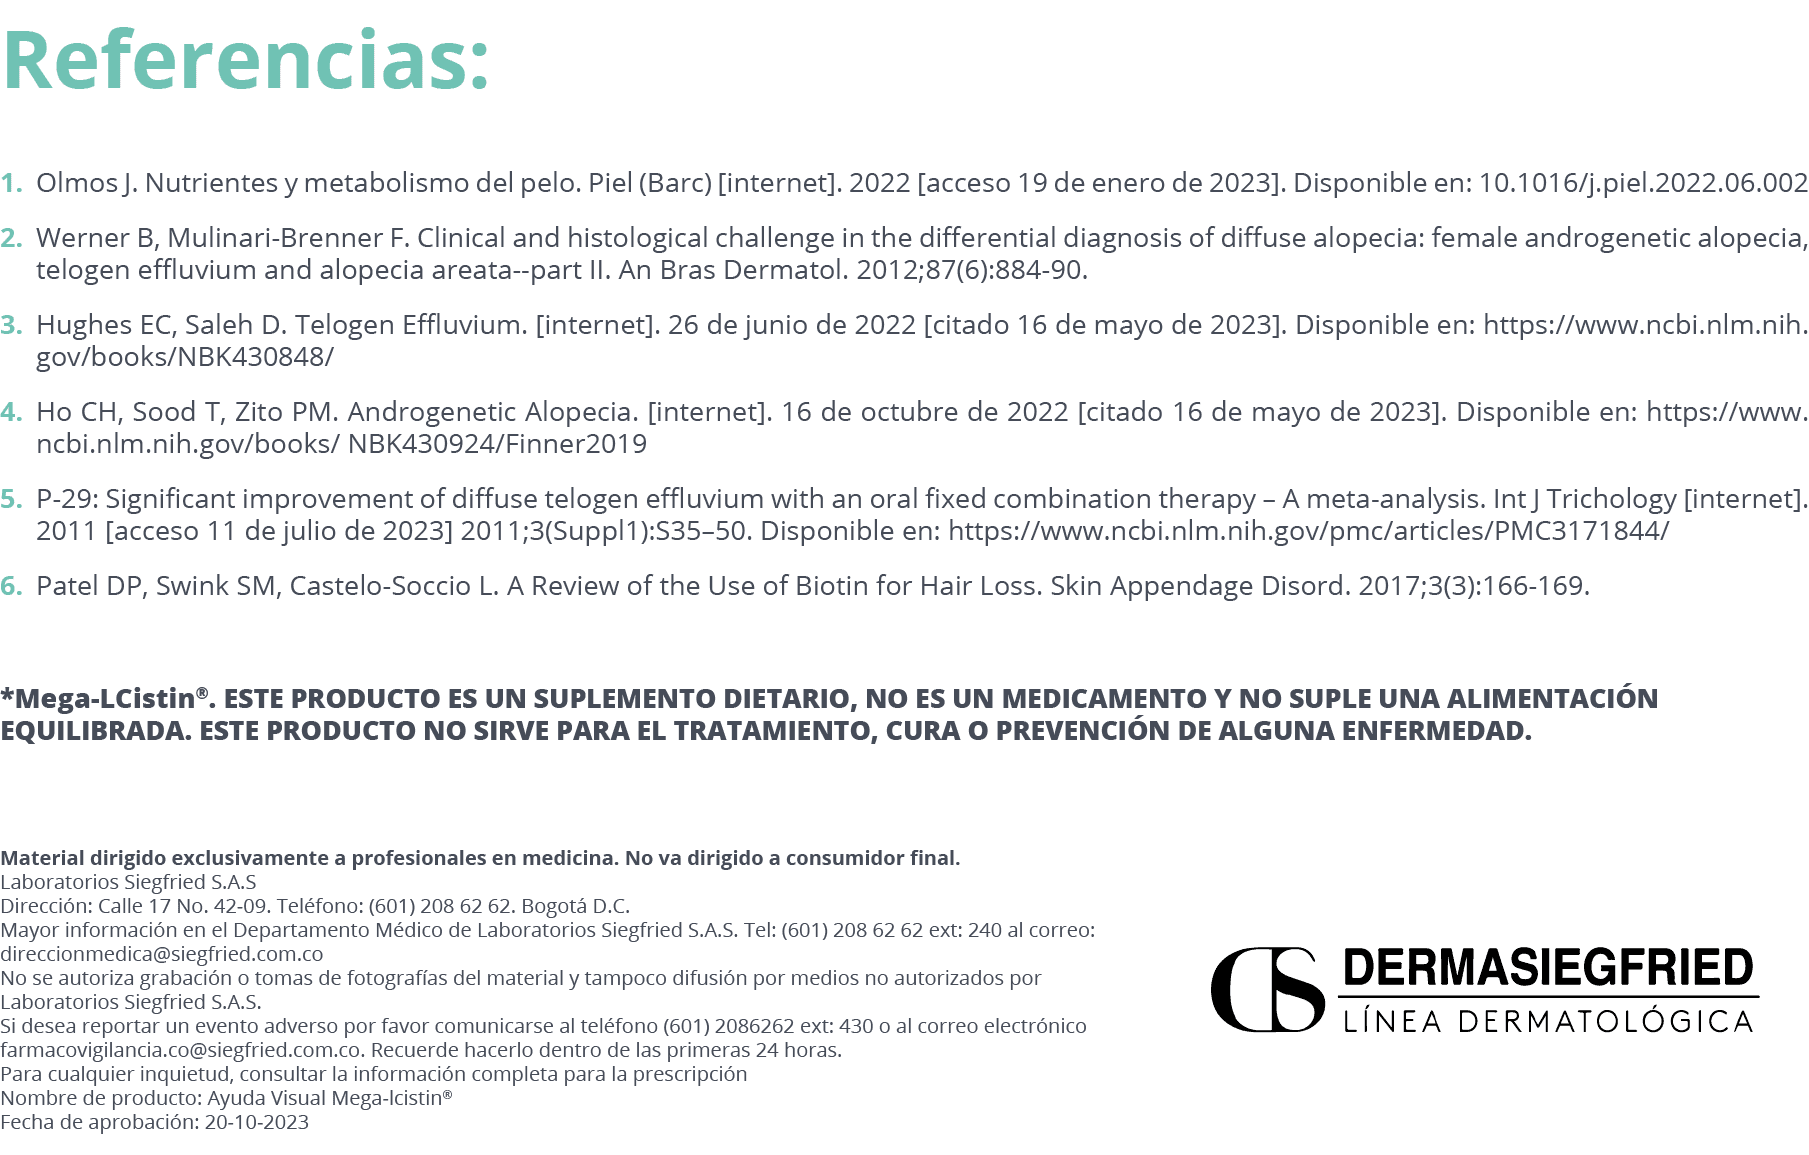 Referencias:
1. Olmos J. Nutrientes y metabolismo del pelo. Piel (Barc) [internet]. 2022 [acceso 19 de enero de 2023]. Disponible en: 10.1016/j.piel.2022.06.002
2. Werner B, Mulinari-Brenner F. Clinical and histological challenge in the differential diagnosis of diffuse alopecia: female androgenetic alopecia,
telogen effluvium and alopecia areata--part II. An Bras Dermatol. 2012;87(6):884-90.
3. Hughes EC, Saleh D. Telogen Effluvium. [internet]. 26 de junio de 2022 [citado 16 de mayo de 2023]. Disponible en: https://www.ncbi.nlm.nih.
gov/books/NBK430848/
4. Ho CH, Sood T, Zito PM. Androgenetic Alopecia. [internet]. 16 de octubre de 2022 [citado 16 de mayo de 2023]. Disponible en: https://www.
ncbi.nlm.nih.gov/books/ NBK430924/Finner2019
5. P-29: Significant improvement of diffuse telogen effluvium with an oral fixed combination therapy – A meta-analysis. Int J Trichology [internet].
2011 [acceso 11 de julio de 2023] 2011;3(Suppl1):S35–50. Disponible en: https://www.ncbi.nlm.nih.gov/pmc/articles/PMC3171844/
6. Patel DP, Swink SM, Castelo-Soccio L. A Review of the Use of Biotin for Hair Loss. Skin Appendage Disord. 2017;3(3):166-169.
*Mega-LCistin®. ESTE PRODUCTO ES UN SUPLEMENTO DIETARIO, NO ES UN MEDICAMENTO Y NO SUPLE UNA ALIMENTACIÓN
EQUILIBRADA. ESTE PRODUCTO NO SIRVE PARA EL TRATAMIENTO, CURA O PREVENCIÓN DE ALGUNA ENFERMEDAD.
Material dirigido exclusivamente a profesionales en medicina. No va dirigido a consumidor final.
Laboratorios Siegfried S.A.S
Dirección: Calle 17 No. 42-09. Teléfono: (601) 208 62 62. Bogotá D.C.
Mayor información en el Departamento Médico de Laboratorios Siegfried S.A.S. Tel: (601) 208 62 62 ext: 240 al correo:
direccionmedica@siegfried.com.co
No se autoriza grabación o tomas de fotografías del material y tampoco difusión por medios no autorizados por
Laboratorios Siegfried S.A.S.
Si desea reportar un evento adverso por favor comunicarse al teléfono (601) 2086262 ext: 430 o al correo electrónico
farmacovigilancia.co@siegfried.com.co. Recuerde hacerlo dentro de las primeras 24 horas.
Para cualquier inquietud, consultar la información completa para la prescripción
Nombre de producto: Ayuda Visual Mega-lcistin®
Fecha de aprobación: 20-10-2023
CS DERMASIEGFRIED
LÍNEA DERMATOLÓGICA